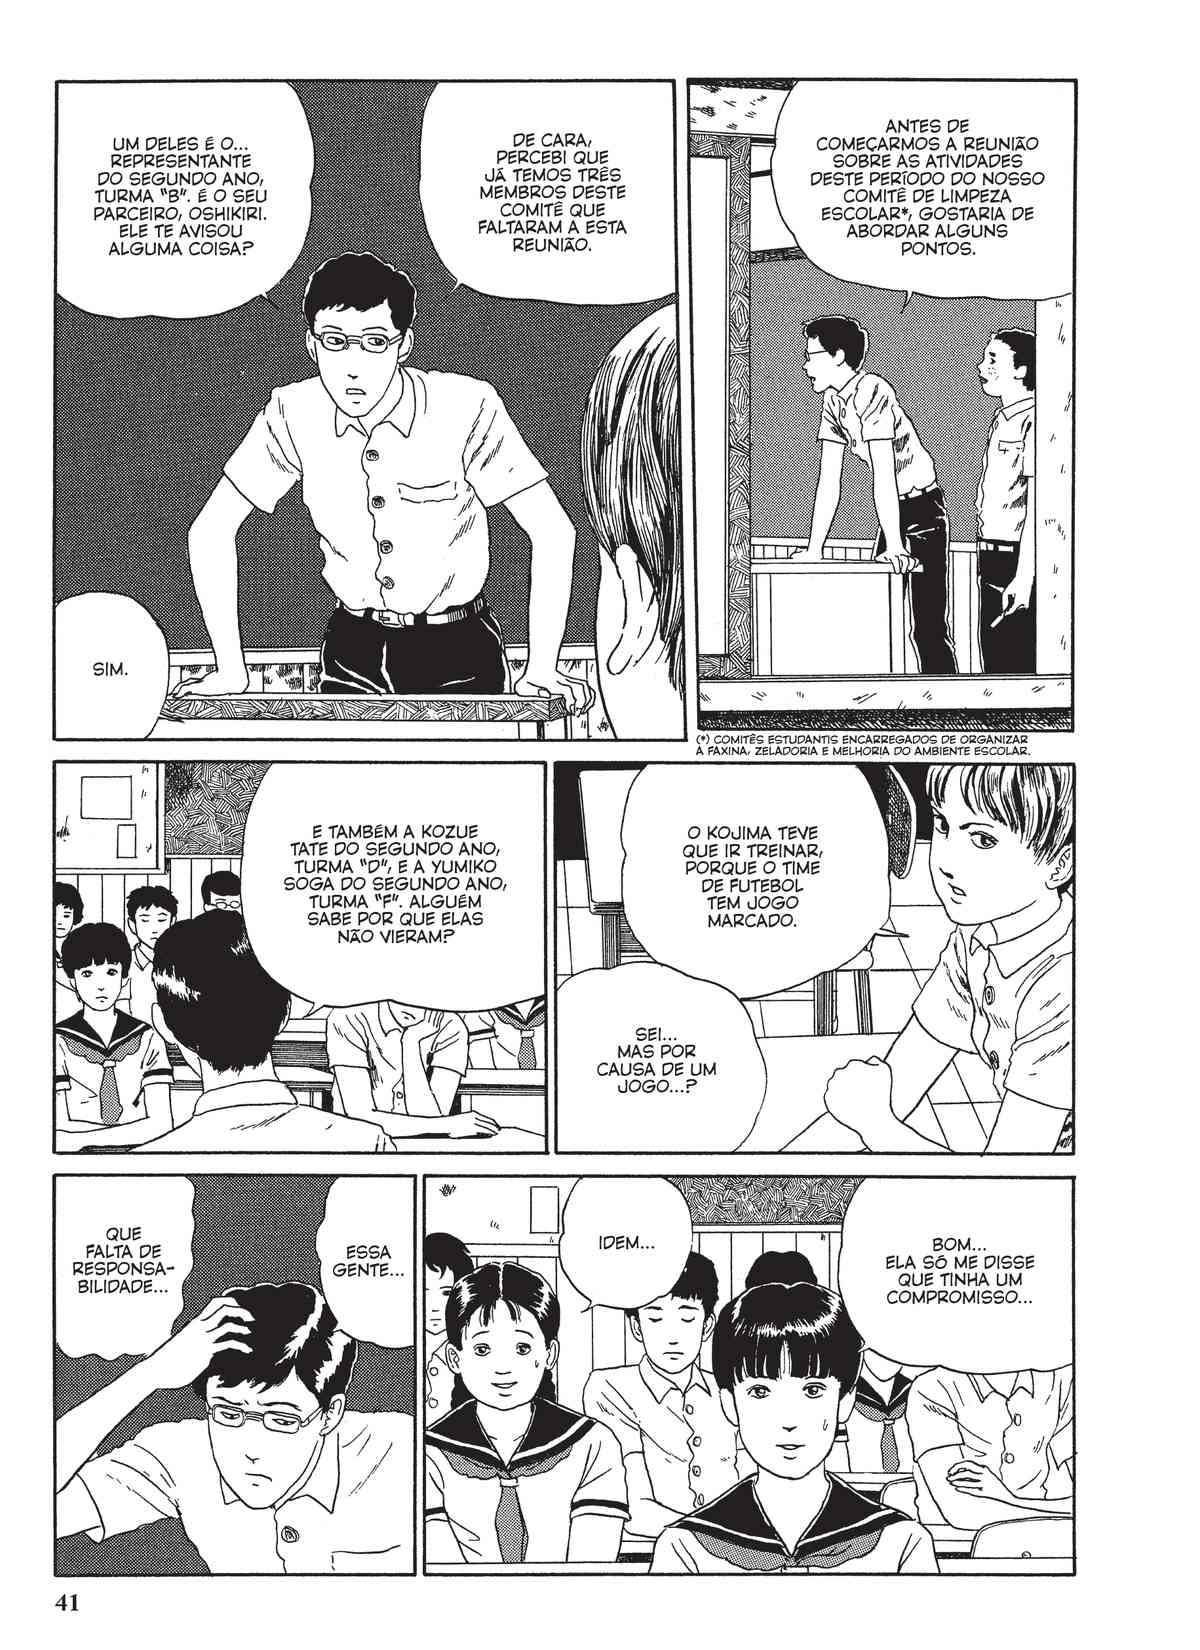 ANTES DE
COMEÇARMOS A REUNIÃO
SOBRE AS ATIVIDADES
DESTE PERÍODO DO NOSSO
COMITÊ DE LIMPEZA
ESCOLAR*, GOSTARIA DE
ABORDAR ALGUNS
PONTOS.
(*) COMITÊS ESTUDANTIS ENCARREGADOS DE ORGANIZAR
A FAXINA, ZELADORIA E MELHORIA DO AMBIENTE ESCOLAR.
DE CARA,
PERCEBI QUE
JÁ TEMOS TRÊS
MEMBROS DESTE
COMITÊ QUE
FALTARAM A ESTA
REUNIÃO.
UM DELES É O...
REPRESENTANTE
DO SEGUNDO ANO,
TURMA "B". É O SEU
PARCEIRO, OSHIKIRI.
ELE TE AVISOU
ALGUMA COISA?
SIM.
O KOJIMA TEVE
QUE IR TREINAR,
PORQUE O TIME
DE FUTEBOL
TEM JOGO
MARCADO.
SEI...
MAS POR
CAUSA DE UM
JOGO...?
E TAMBÉM A KOZUE
TATE DO SEGUNDO ANO,
TURMA "D", E A YUMIKO
SOGA DO SEGUNDO ANO,
TURMA "F". ALGUÉM
SABE POR QUE ELAS
NÃO VIERAM?
BOM...
ELA SÓ ME DISSE
QUE TINHA UM
COMPROMISSO...
IDEM...
ESSA
GENTE...
QUE
FALTA DE
RESPONSA-
BILIDADE...
41